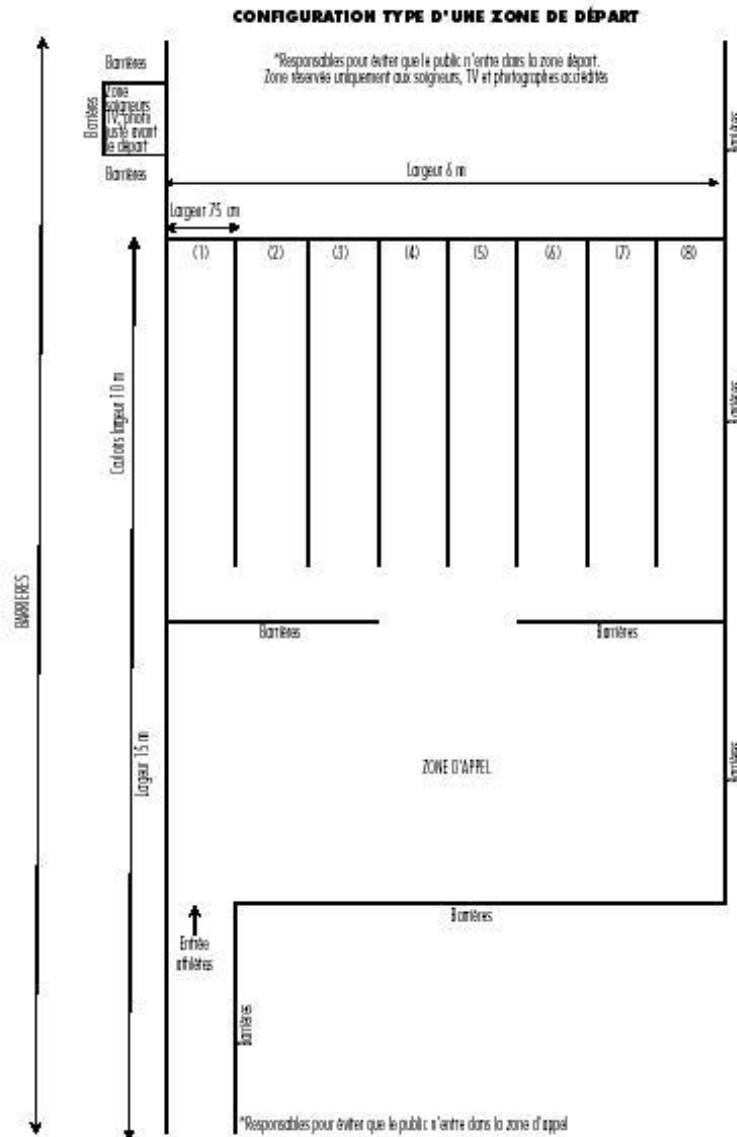 CONFIGURATION TYPE D'UNE ZONE DE DÉPART
*Responsables pour éviter que le public n'entre dans la zone départ.
Zone réservée uniquement aux soigneurs, TV et photographes accrédités
Barrières
Barrières
Zone
soigneurs
TV, photo
juste avant
le départ
Barrières
Barrières
Largeur 6 m
Largeur 75 cm
(1) (2) (3) (4) (5) (6) (7) (8)
Couloirs largeur 10 m
Barrières
BARRIERES
Barrières
Barrières
Largeur 15 m
ZONE D'APPEL
Barrières
Barrières
Entrée
athlètes
Barrières
*Responsables pour éviter que le public n'entre dans la zone d'appel